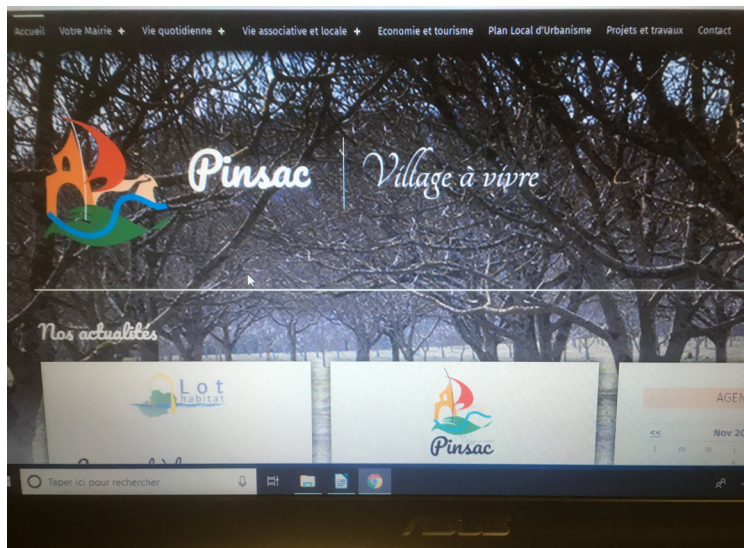 Accueil Votre Mairie + Vie quotidienne + Vie associative et locale + Economie et tourisme Plan Local d'Urbanisme Projets et travaux Contact
Pinsac
Village à vivre
Nos actualités
Lot
habitat
Pinsac
AGEN
<< Nov 20
l m m j
Taper ici pour rechercher
ASUS